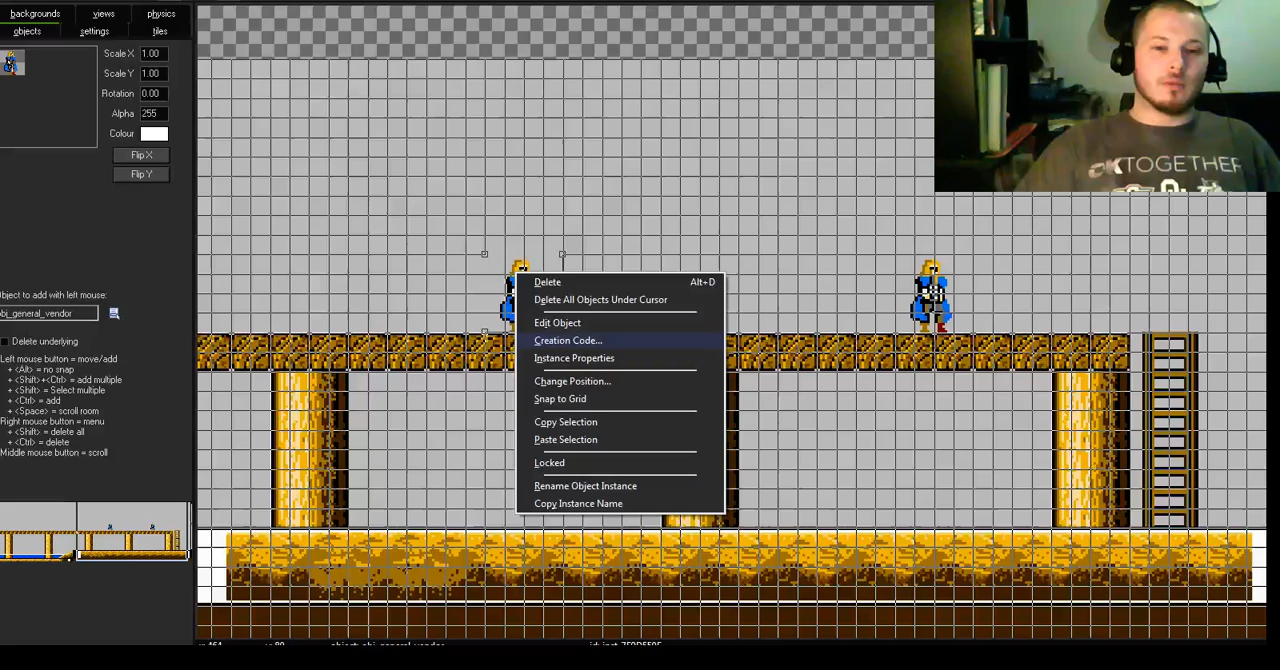 backgrounds
views
physics
objects
settings
tiles
Scale X 1.00
Scale Y 1.00
Rotation 0.00
Alpha 255
Colour
Flip X
Flip Y
Object to add with left mouse:
obj_general_vendor
Delete underlying
Left mouse button = move/add
+ <Alt> = no snap
+ <Shift>+<Ctrl> = add multiple
+ <Shift> = Select multiple
+ <Ctrl> = add
+ <Space> = scroll room
Right mouse button = menu
+ <Shift> = delete all
+ <Ctrl> = delete
Middle mouse button = scroll
Delete Alt+D
Delete All Objects Under Cursor
Edit Object
Creation Code...
Instance Properties
Change Position...
Snap to Grid
Copy Selection
Paste Selection
Locked
Rename Object Instance
Copy Instance Name
TOGETHER